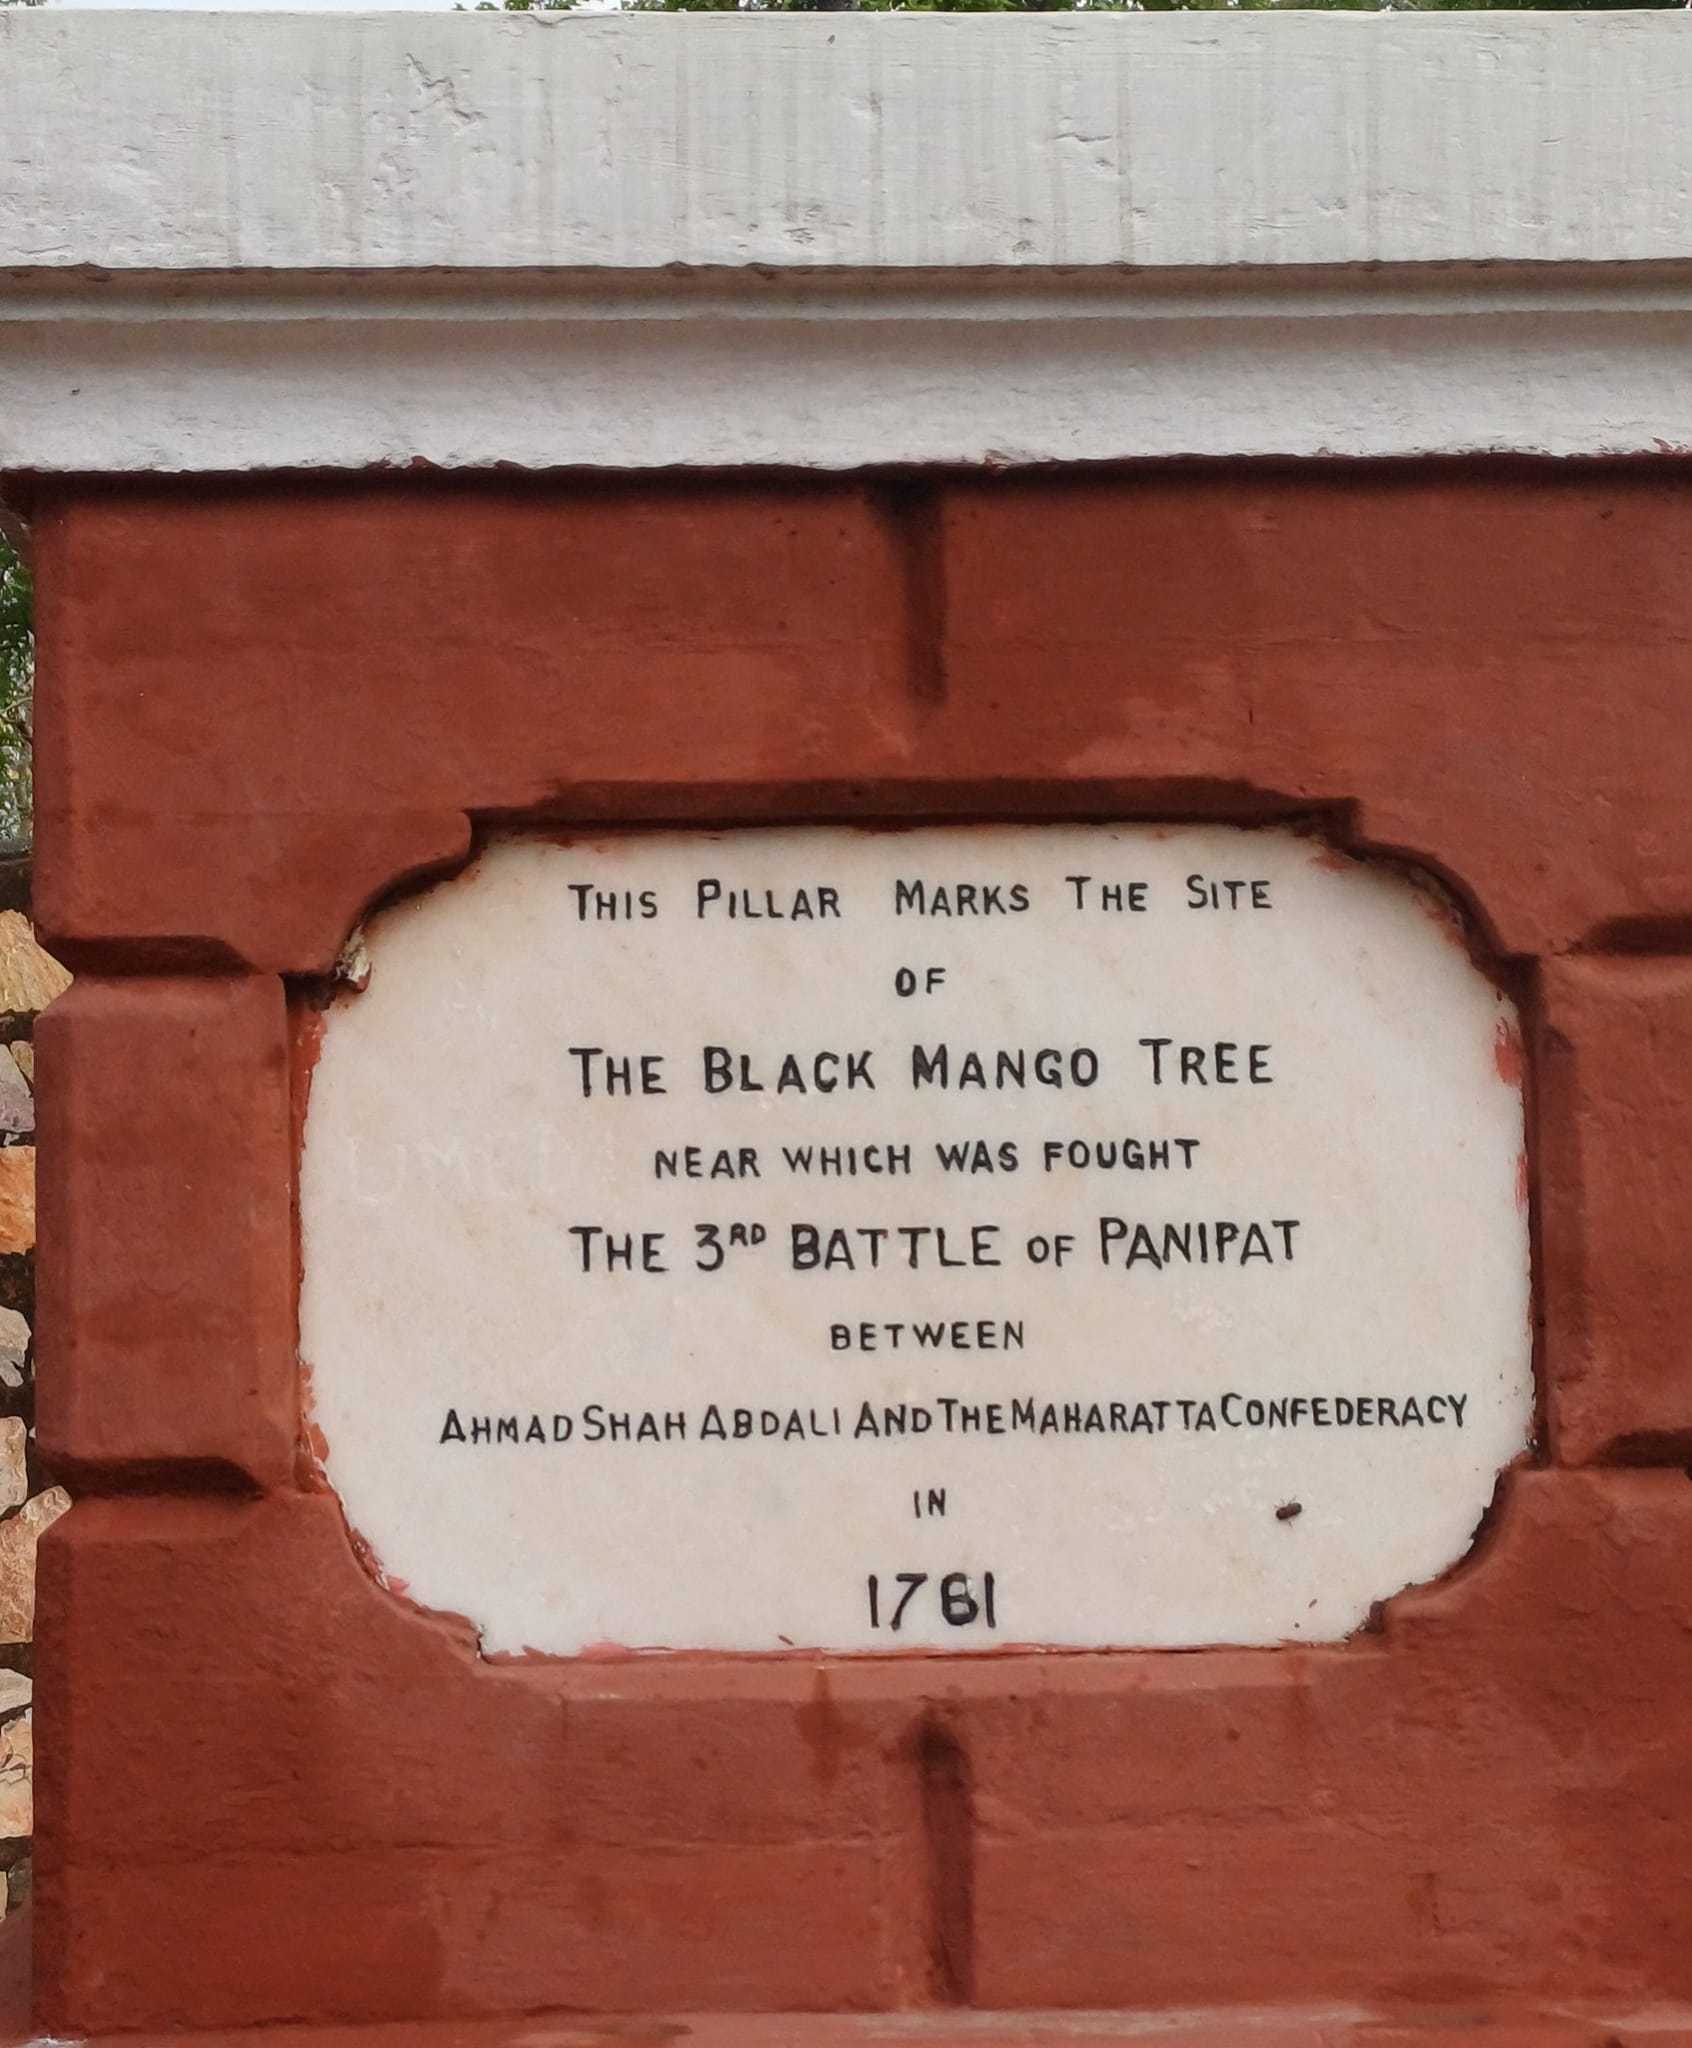 THIS PILLAR MARKS THE SITE
OF
THE BLACK MANGO TREE
NEAR WHICH WAS FOUGHT
THE 3RD BATTLE OF PANIPAT
BETWEEN
AHMAD SHAH ABDALI AND THE MAHARATTA CONFEDERACY
IN
1761